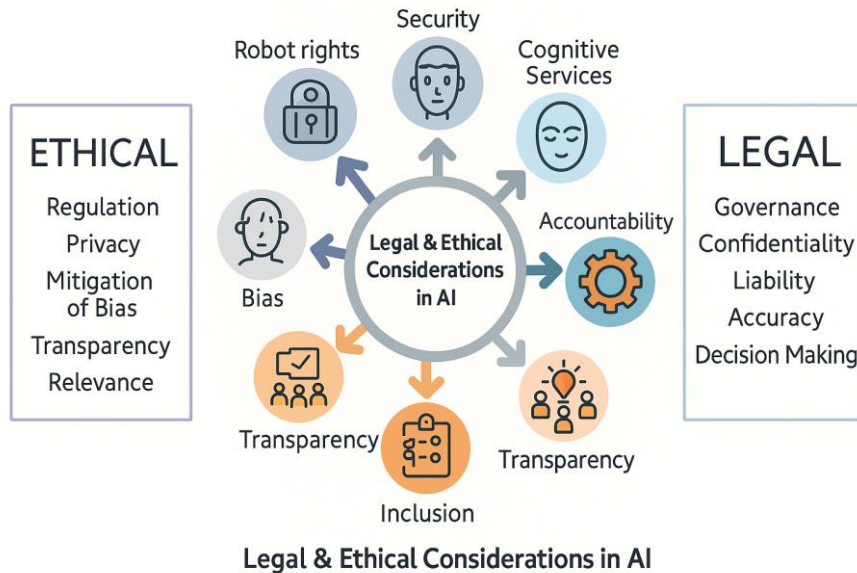 ETHICAL
Regulation
Privacy
Mitigation
of Bias
Transparency
Relevance
Robot rights
Security
Cognitive
Services
Bias
Legal & Ethical
Considerations
in AI
Accountability
Transparency
Inclusion
Transparency
LEGAL
Governance
Confidentiality
Liability
Accuracy
Decision Making
Legal & Ethical Considerations in AI